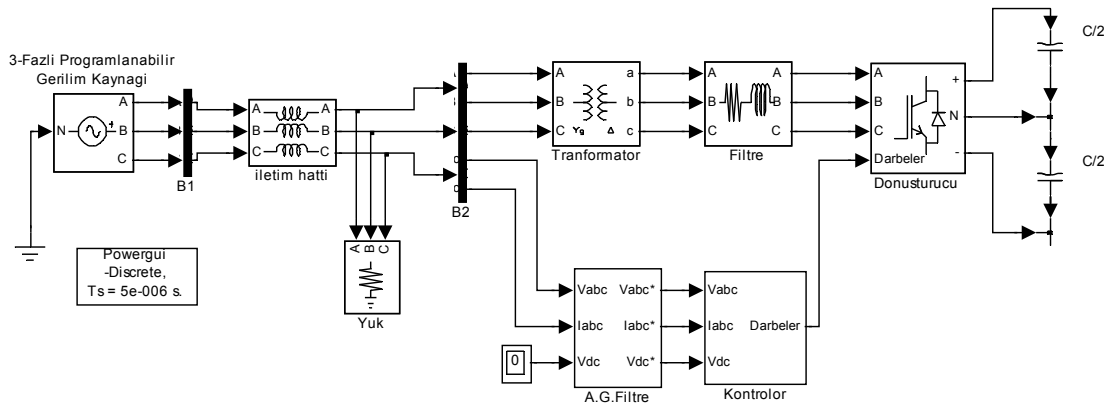 3-Fazli Programlanabilir
Gerilim Kaynagi
N
A
B
C
B1
A
B
C
A
B
C
iletim hatti
A
B
C
Yuk
B2
A
B
C
Yg
Δ
a
b
c
Tranformator
A
B
C
A
B
C
Filtre
A
B
C
Darbeler
+
N
-
Donusturucu
C/2
C/2
Powergui
-Discrete,
Ts = 5e-006 s.
0
Vabc
Iabc
Vdc
Vabc*
Iabc*
Vdc*
A.G.Filtre
Vabc
Iabc
Vdc
Darbeler
Kontrolor